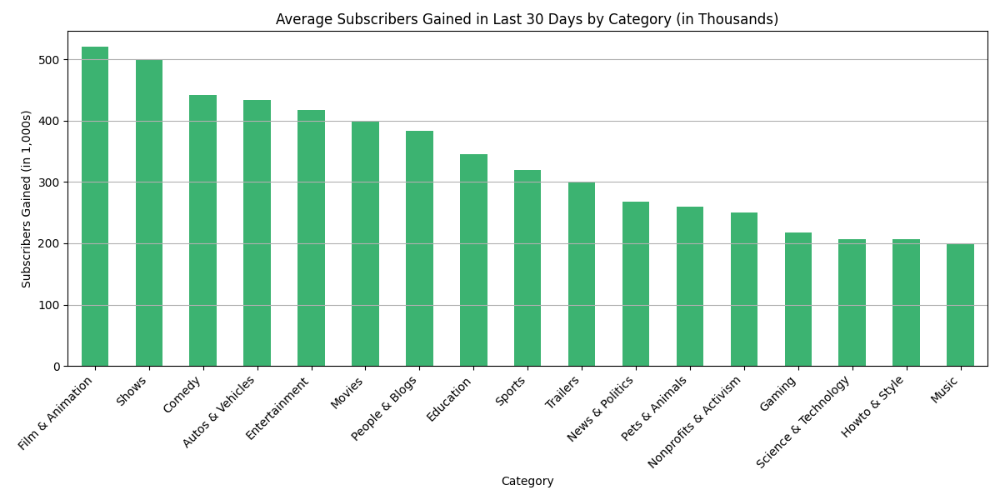 Average Subscribers Gained in Last 30 Days by Category (in Thousands)
Subscribers Gained (in 1,000s)
500
400
300
200
100
0
Film & Animation
Shows
Comedy
Autos & Vehicles
Entertainment
Movies
People & Blogs
Education
Sports
Trailers
News & Politics
Pets & Animals
Nonprofits & Activism
Gaming
Science & Technology
Howto & Style
Music
Category